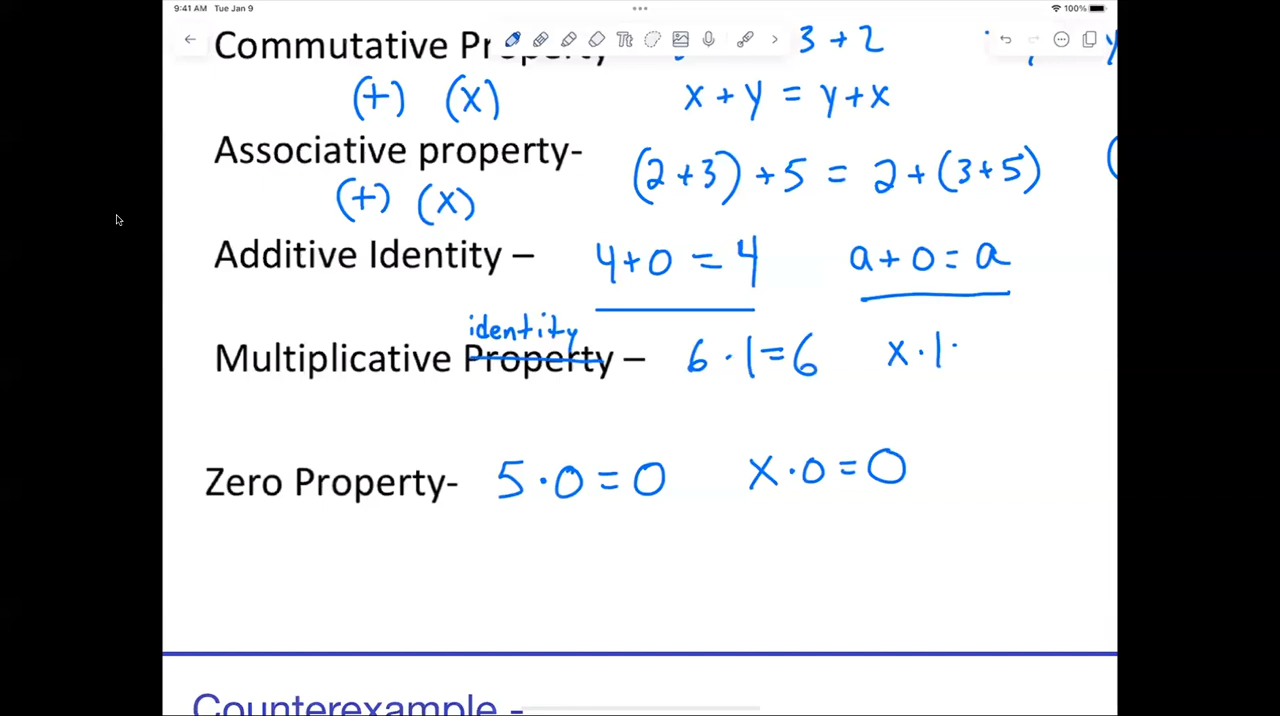 9:41 AM Tue Jan 9 100%
Commutative Pr 3 + 2
(+) (x) x + y = y + x
Associative property- (2 + 3) + 5 = 2 + (3 + 5)
(+) (x)
Additive Identity – 4 + 0 = 4 a + 0 = a
identity
Multiplicative Property – 6 · 1 = 6 x · 1
Zero Property- 5 · 0 = 0 x · 0 = 0
Counterexample -